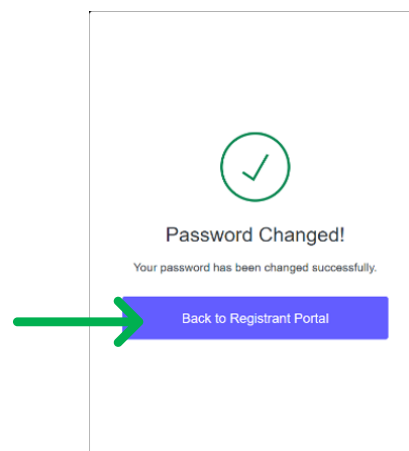 Password Changed!
Your password has been changed successfully.
Back to Registrant Portal